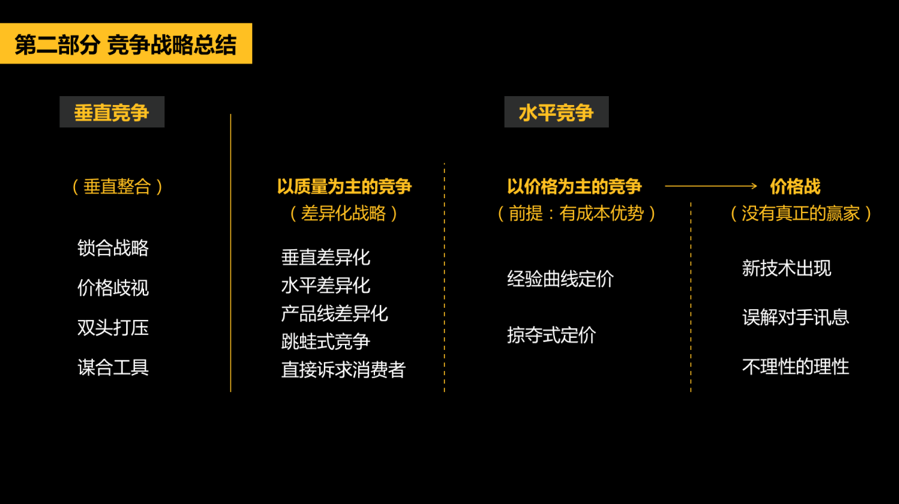 第二部分 竞争战略总结
垂直竞争
水平竞争
（垂直整合）
锁合战略
价格歧视
双头打压
谋合工具
以质量为主的竞争
（差异化战略）
垂直差异化
水平差异化
产品线差异化
跳蛙式竞争
直接诉求消费者
以价格为主的竞争
（前提：有成本优势）
经验曲线定价
掠夺式定价
价格战
（没有真正的赢家）
新技术出现
误解对手讯息
不理性的理性